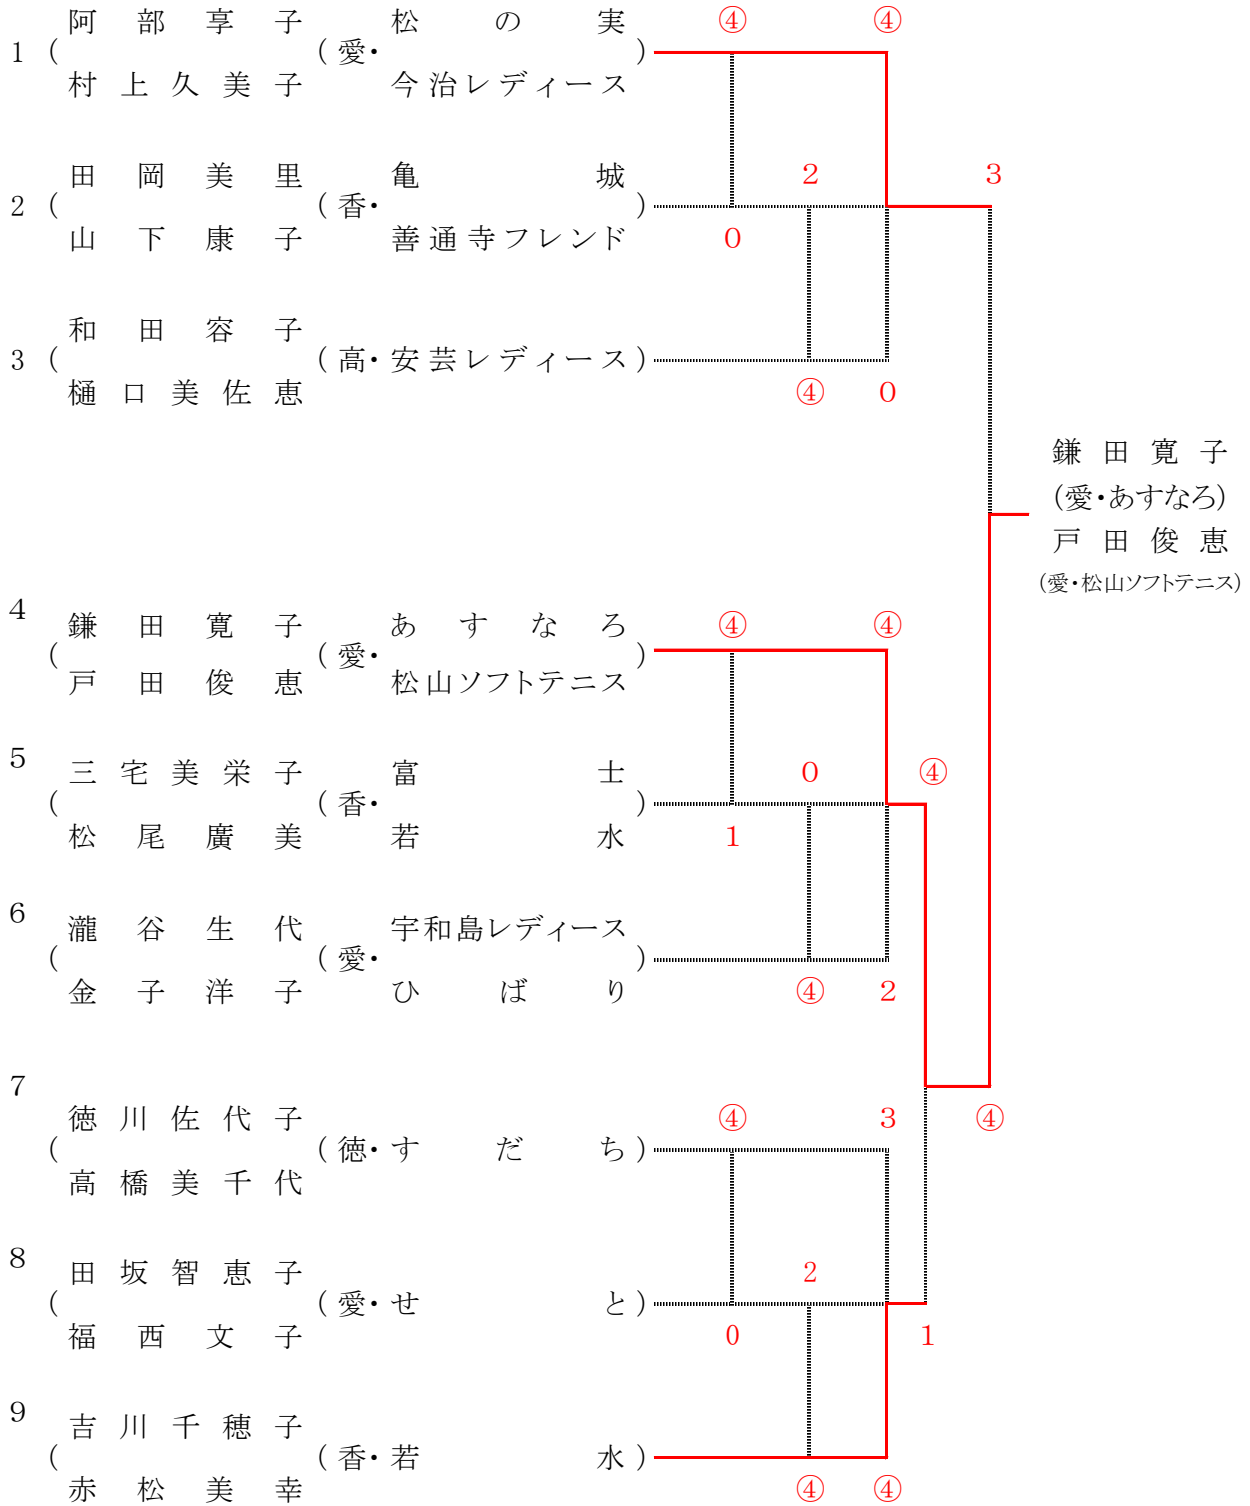 阿部享子 松の実 ④ ④
1 ( (愛・ )
村上久美子 今治レディース
田岡美里 亀城 2 3
2 ( (香・ )
山下康子 善通寺フレンド 0
和田容子
3 ( (高・安芸レディース)
樋口美佐恵 ④ 0
鎌田寛子
(愛・あすなろ)
戸田俊恵
(愛・松山ソフトテニス)
4 鎌田寛子 あすなろ ④ ④
( (愛・ )
戸田俊恵 松山ソフトテニス
5 三宅美栄子 富士 0 ④
( (香・ )
松尾廣美 若水 1
6 瀧谷生代 宇和島レディース
( (愛・ )
金子洋子 ひばり ④ 2
7
徳川佐代子 ④ 3 ④
( (徳・すだち)
高橋美千代
8 田坂智恵子 2
( (愛・せと)
福西文子 0 1
9 吉川千穂子
( (香・若水)
赤松美幸 ④ ④